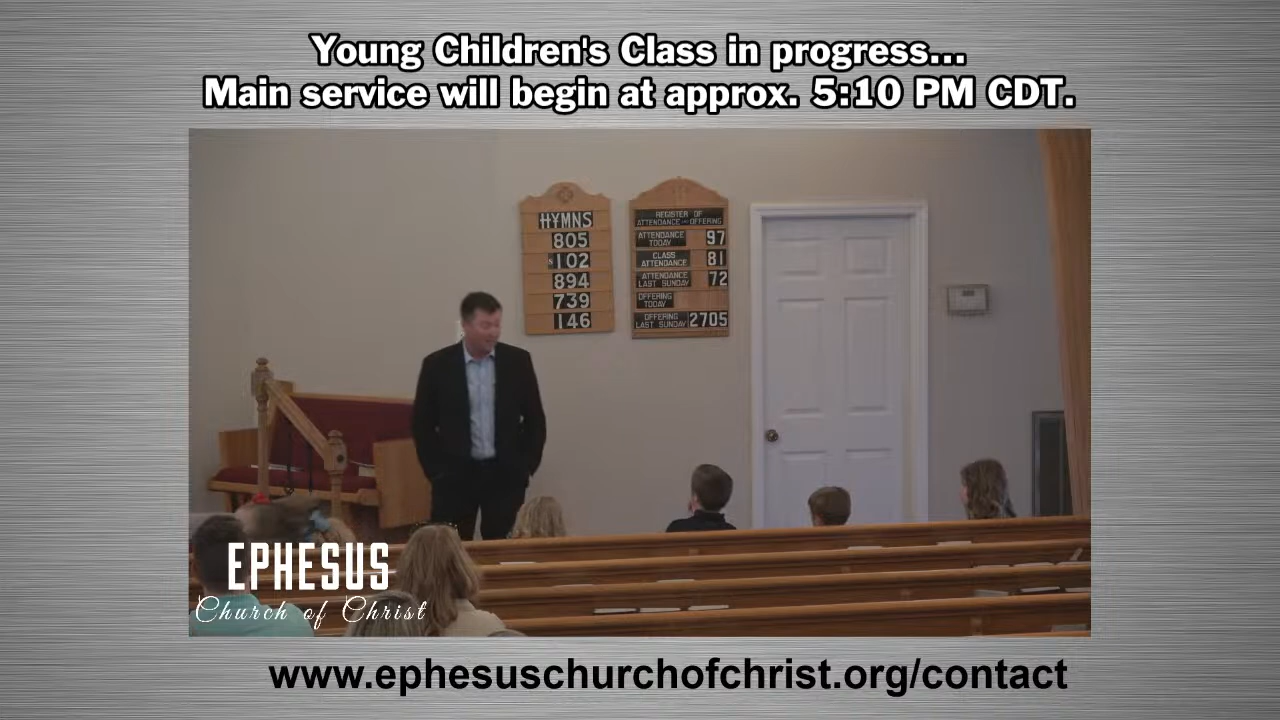 Young Children's Class in progress...
Main service will begin at approx. 5:10 PM CDT.
HYMNS
805
102
894
739
146
REGISTER OF
ATTENDANCE AND OFFERING
ATTENDANCE
TODAY 97
CLASS
ATTENDANCE 81
ATTENDANCE
LAST SUNDAY 72
OFFERING
TODAY
OFFERING
LAST SUNDAY 2705
EPHESUS
Church of Christ
www.ephesuschurchofchrist.org/contact